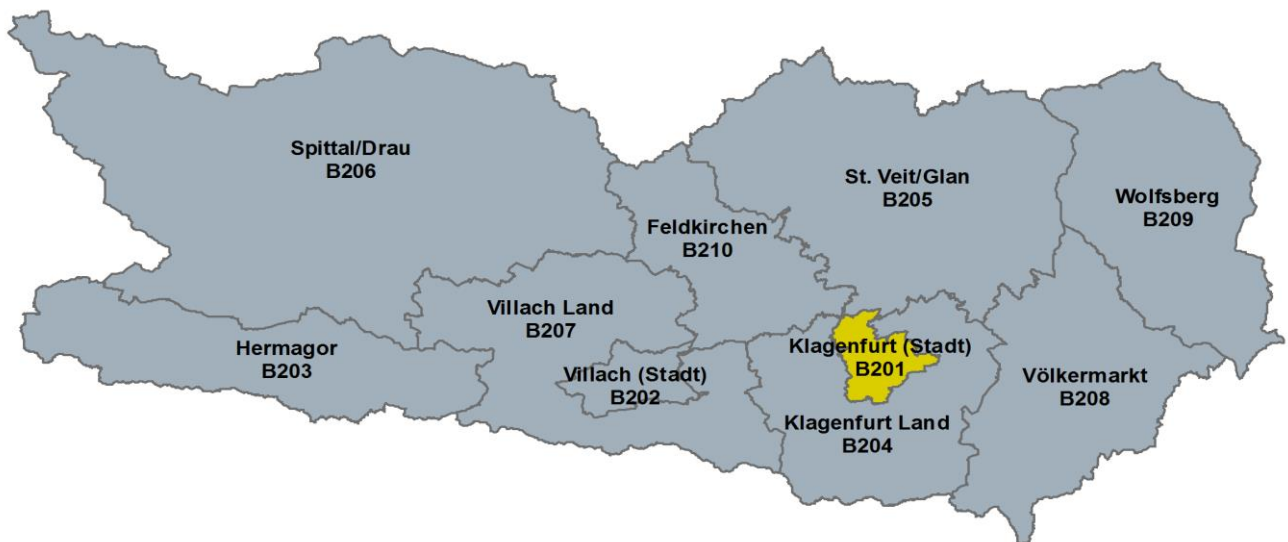 Spittal/Drau
B206
St. Veit/Glan
B205
Wolfsberg
B209
Feldkirchen
B210
Villach Land
B207
Hermagor
B203
Villach (Stadt)
B202
Klagenfurt (Stadt)
B201
Völkermarkt
B208
Klagenfurt Land
B204